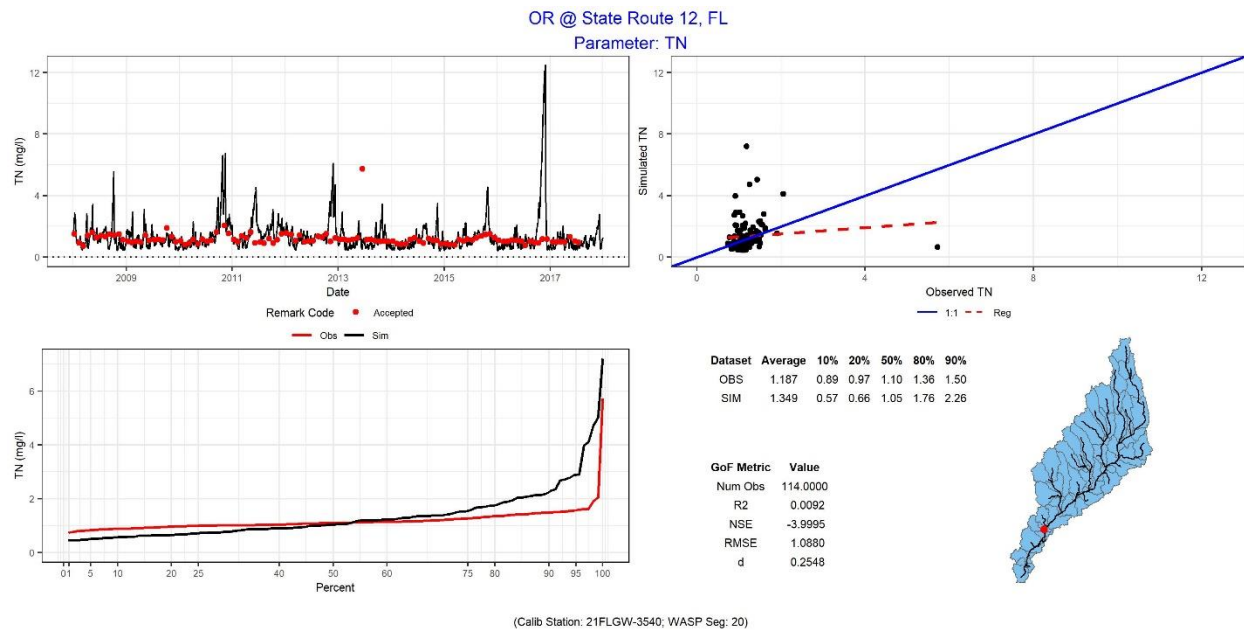 OR @ State Route 12, FL
Parameter: TN
TN (mg/l)
12
8
4
0
2009 2011 2013 2015 2017
Date
Remark Code Accepted
Simulated TN
12
8
4
0
0 4 8 12
Observed TN
1:1 Reg
Obs Sim
TN (mg/l)
6
4
2
0
01 5 10 20 25 40 50 60 75 80 90 95 100
Percent
Dataset Average 10% 20% 50% 80% 90%
OBS 1.187 0.89 0.97 1.10 1.36 1.50
SIM 1.349 0.57 0.66 1.05 1.76 2.26
GoF Metric Value
Num Obs 114.0000
R2 0.0092
NSE -3.9995
RMSE 1.0880
d 0.2548
(Calib Station: 21FLGW-3540; WASP Seg: 20)